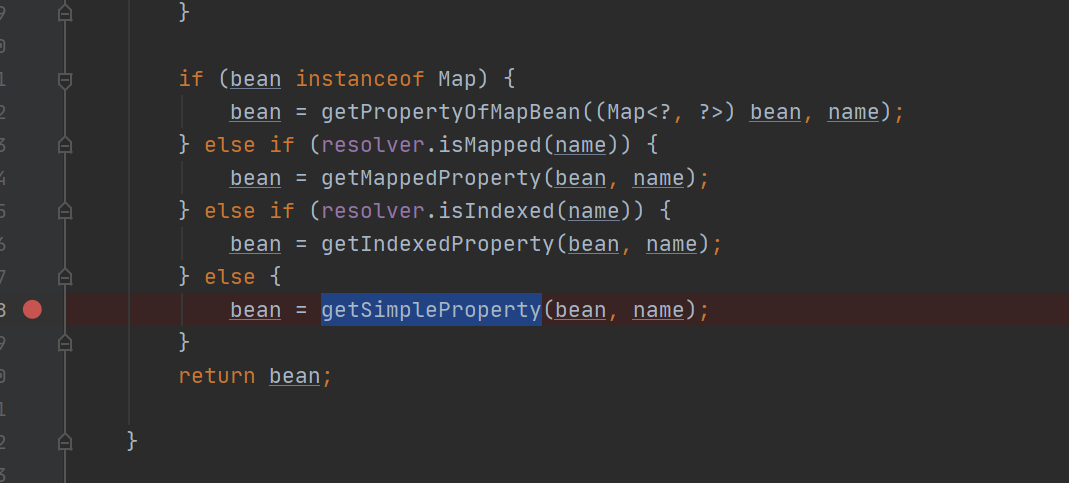 9 }
0
1 if (bean instanceof Map) {
2 bean = getPropertyOfMapBean((Map<?, ?>) bean, name);
3 } else if (resolver.isMapped(name)) {
4 bean = getMappedProperty(bean, name);
5 } else if (resolver.isIndexed(name)) {
6 bean = getIndexedProperty(bean, name);
7 } else {
8 bean = getSimpleProperty(bean, name);
9 }
0 return bean;
1
2 }
3